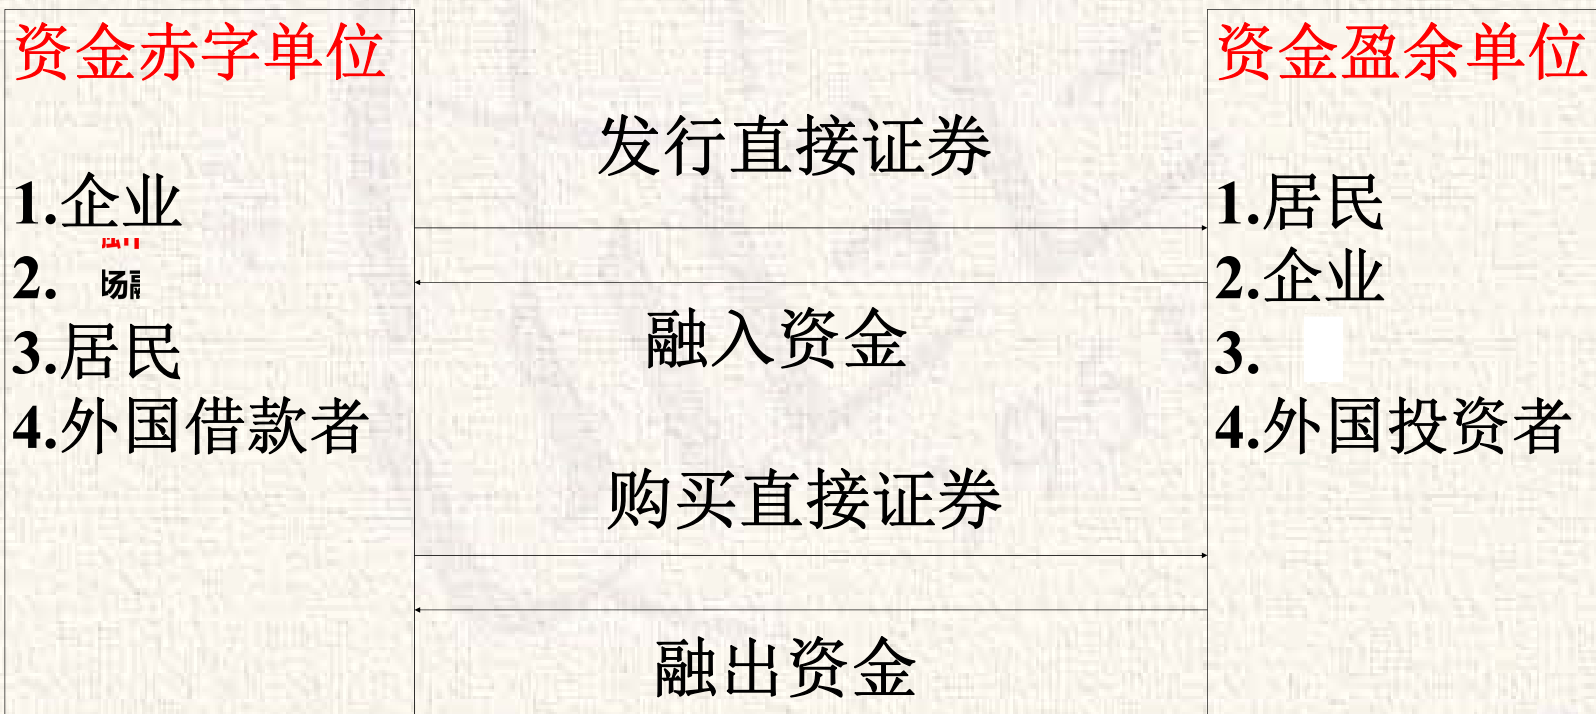 资金赤字单位
1.企业
2.
3.居民
4.外国借款者
发行直接证券
融入资金
购买直接证券
融出资金
资金盈余单位
1.居民
2.企业
3.
4.外国投资者